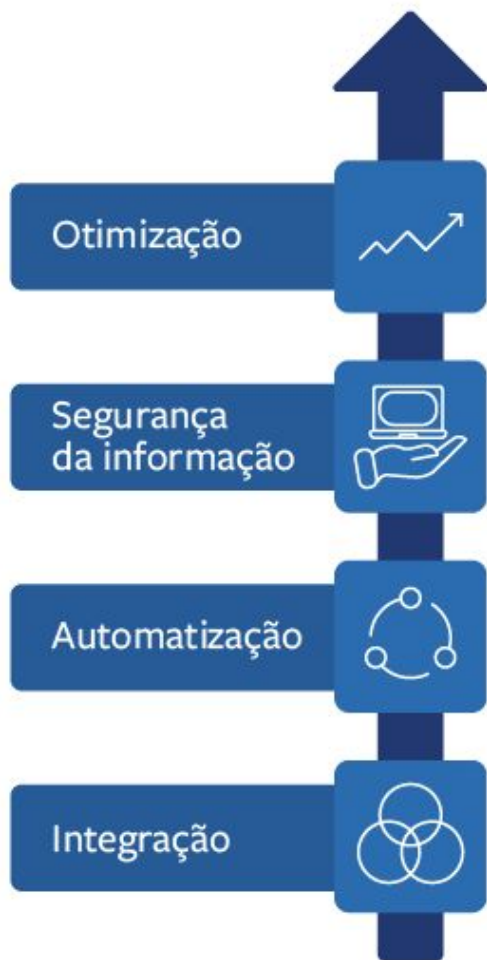 Otimização
Segurança
da informação
Automatização
Integração